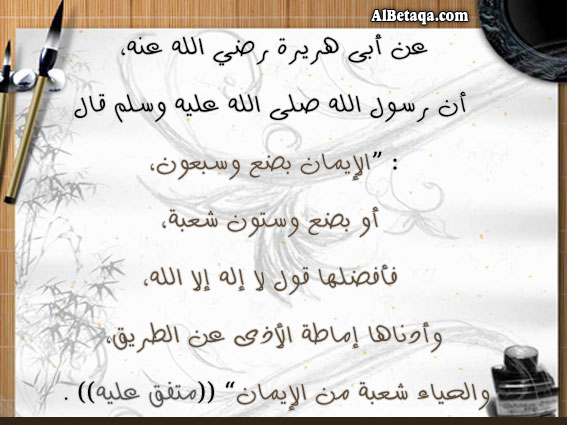 AlBetaqa.com
عن أبي هريرة رضي الله عنه،
أن رسول الله صلى الله عليه وسلم قال
: ”الإيمان بضع وسبعون،
أو بضع وستون شعبة،
فأفضلها قول لا إله إلا الله،
وأدناها إماطة الأذى عن الطريق،
والحياء شعبة من الإيمان“ ((متفق عليه)) .